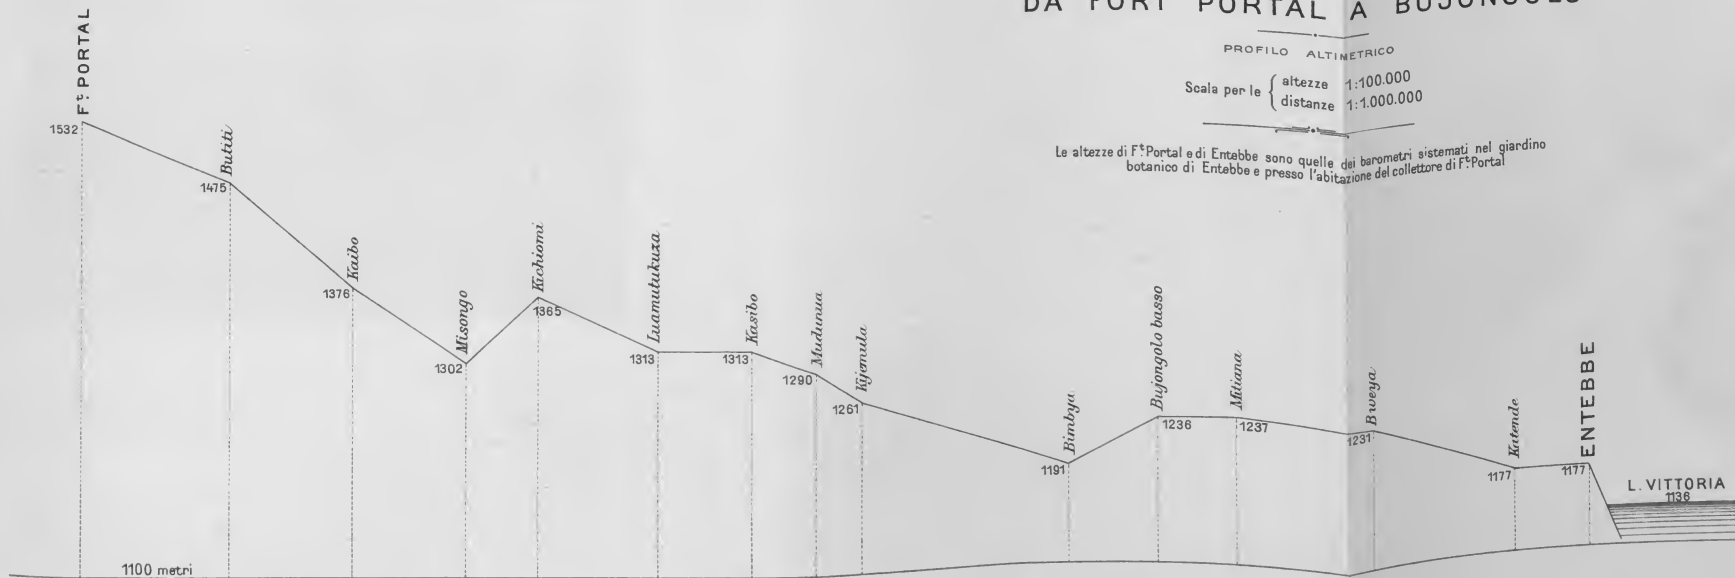 DA FORT PORTAL A BUJONGOLO
PROFILO ALTIMETRICO
Scala per le { altezze 1:100.000
distanze 1:1.000.000
Le altezze di Ft. Portal e di Entebbe sono quelle dei barometri sistemati nel giardino
botanico di Entebbe e presso l'abitazione del collettore di Ft. Portal
Ft. PORTAL
1532
Butiti
1475
Kaibo
1376
Misongo
1302
Kichiomi
1365
Luamutukuza
1313
Kasibo
1313
Mudunua
1290
Kijemula
1261
Bimbya
1191
Bujongolo basso
1236
Mitiana
1237
Bweya
1231
Katende
1177
ENTEBBE
1177
L. VITTORIA
1136
1100 metri